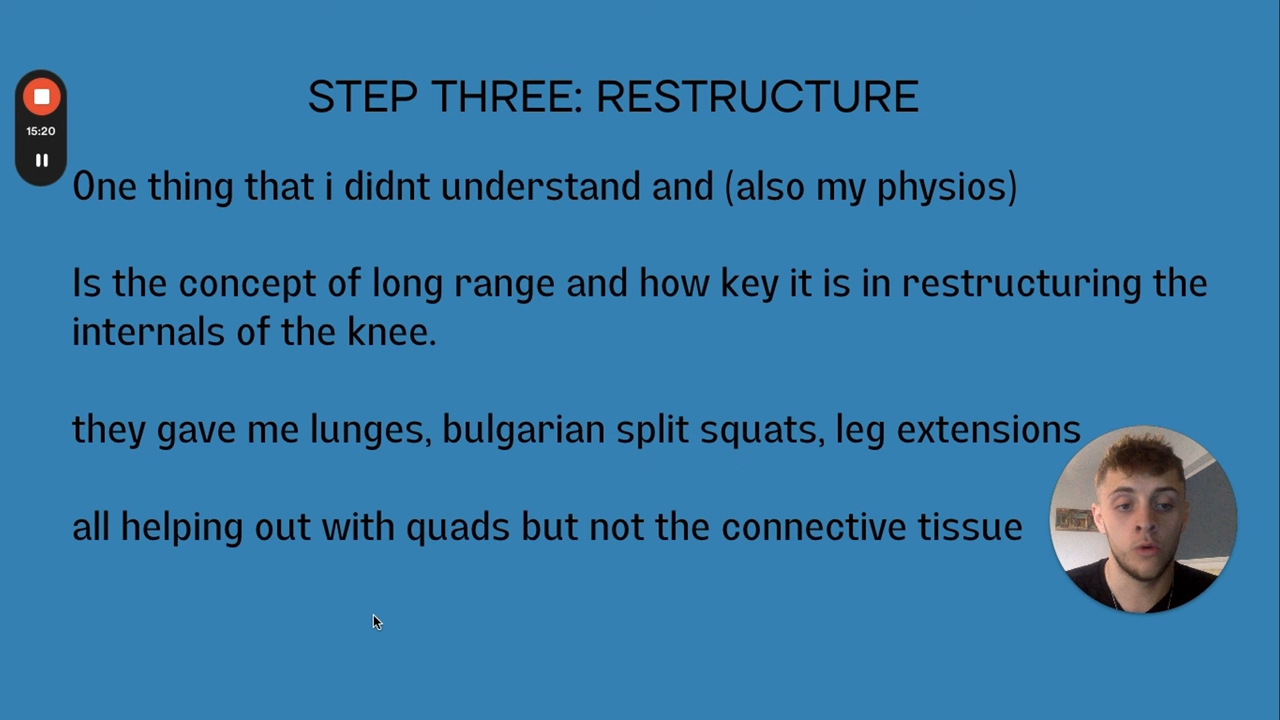 STEP THREE: RESTRUCTURE
15:20
One thing that i didnt understand and (also my physios)
Is the concept of long range and how key it is in restructuring the
internals of the knee.
they gave me lunges, bulgarian split squats, leg extensions
all helping out with quads but not the connective tissue